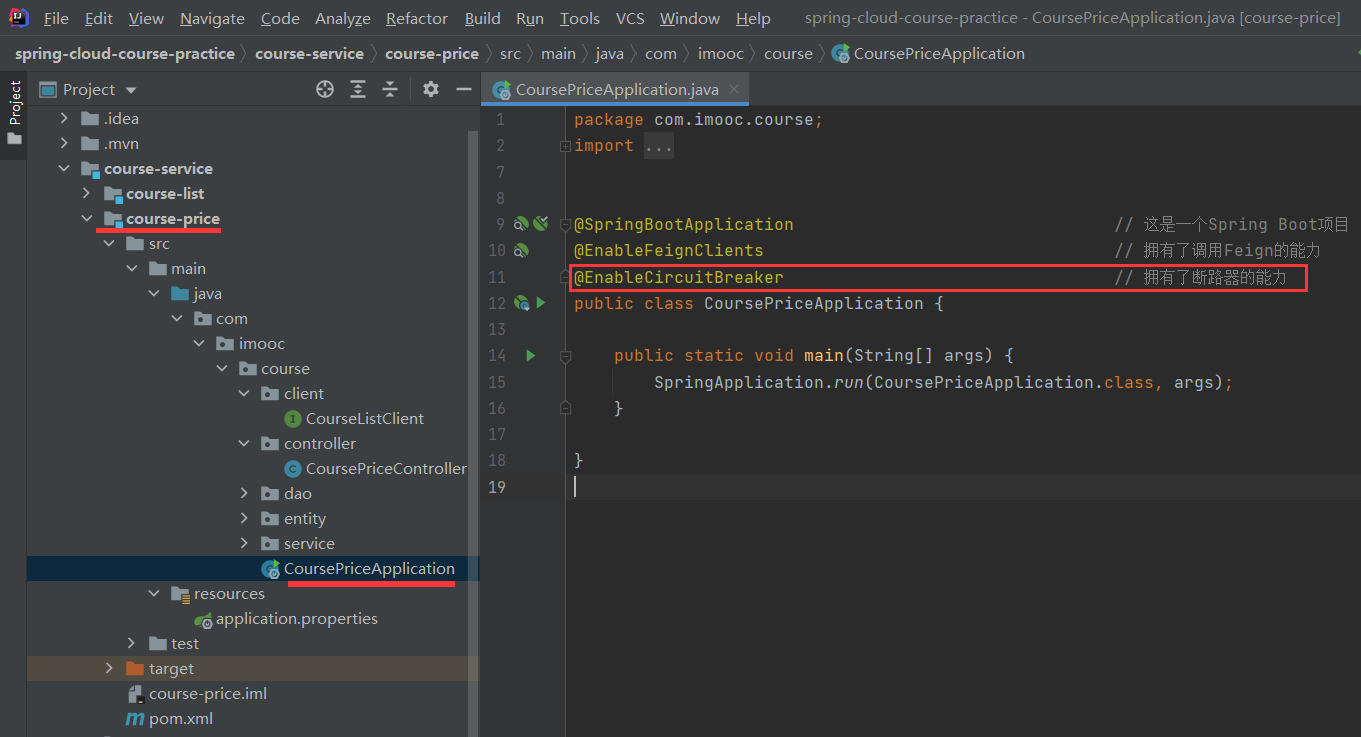 File Edit View Navigate Code Analyze Refactor Build Run Tools VCS Window Help spring-cloud-course-practice - CoursePriceApplication.java [course-price]
spring-cloud-course-practice course-service course-price src main java com imooc course CoursePriceApplication
Project
Project
.idea
.mvn
course-service
course-list
course-price
src
main
java
com
imooc
course
client
CourseListClient
controller
CoursePriceController
dao
entity
service
CoursePriceApplication
resources
application.properties
test
target
course-price.iml
pom.xml
CoursePriceApplication.java
1 package com.imooc.course;
2 import ...
7
8
9 @SpringBootApplication // 这是一个Spring Boot项目
10 @EnableFeignClients // 拥有了调用Feign的能力
11 @EnableCircuitBreaker // 拥有了断路器的能力
12 public class CoursePriceApplication {
13
14 public static void main(String[] args) {
15 SpringApplication.run(CoursePriceApplication.class, args);
16 }
17
18 }
19